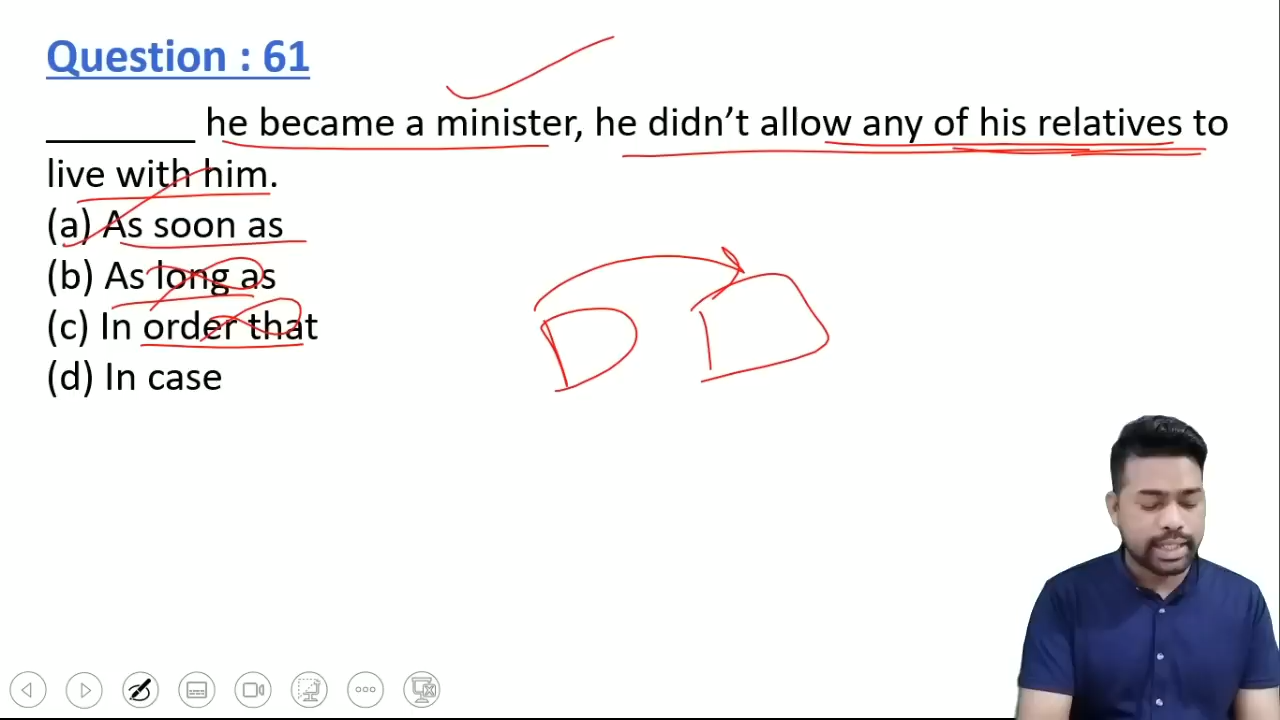 Question : 61
_______ he became a minister, he didn’t allow any of his relatives to
live with him.
(a) As soon as
(b) As long as
(c) In order that
(d) In case